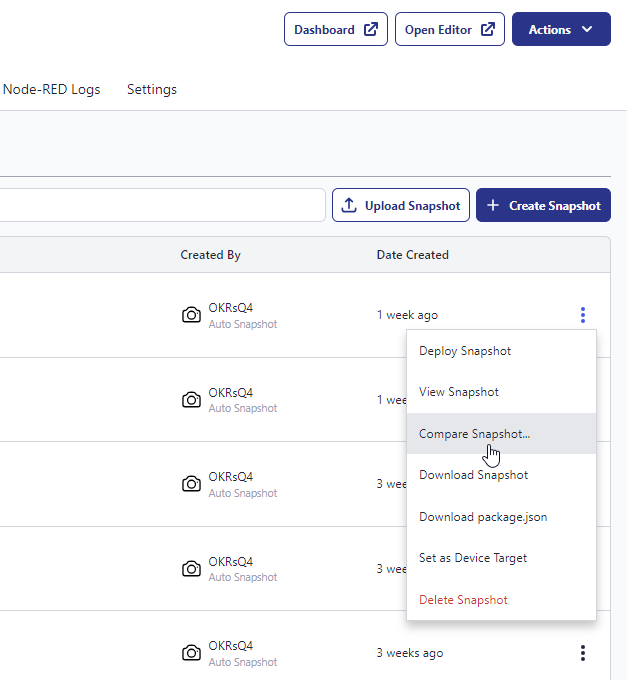 Dashboard
Open Editor
Actions
Node-RED Logs
Settings
Upload Snapshot
Create Snapshot
Created By
Date Created
OKRsQ4
Auto Snapshot
1 week ago
Deploy Snapshot
View Snapshot
OKRsQ4
Auto Snapshot
1 wee
Compare Snapshot...
Download Snapshot
OKRsQ4
Auto Snapshot
3 wee
Download package.json
Set as Device Target
OKRsQ4
Auto Snapshot
3 wee
Delete Snapshot
OKRsQ4
Auto Snapshot
3 weeks ago